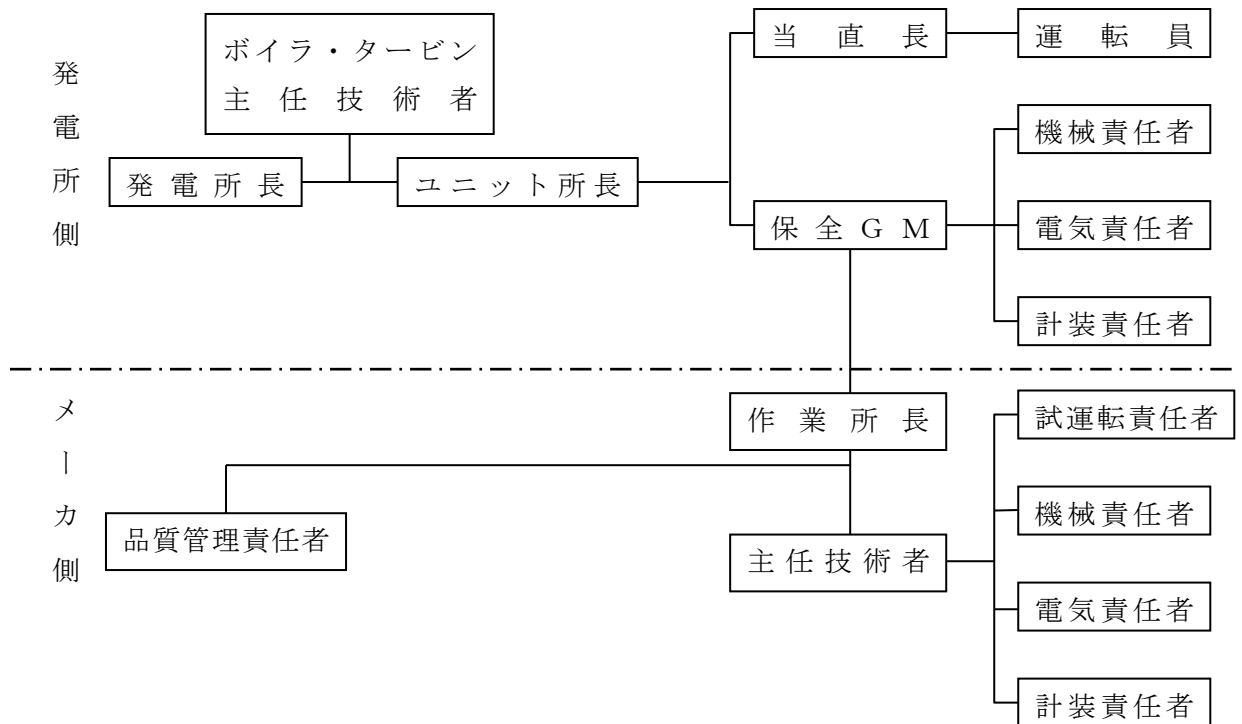 発電所側
ボイラ・タービン
主任技術者
発電所長
ユニット所長
当直長
運転員
保全GM
機械責任者
電気責任者
計装責任者
メーカ側
作業所長
品質管理責任者
主任技術者
試運転責任者
機械責任者
電気責任者
計装責任者